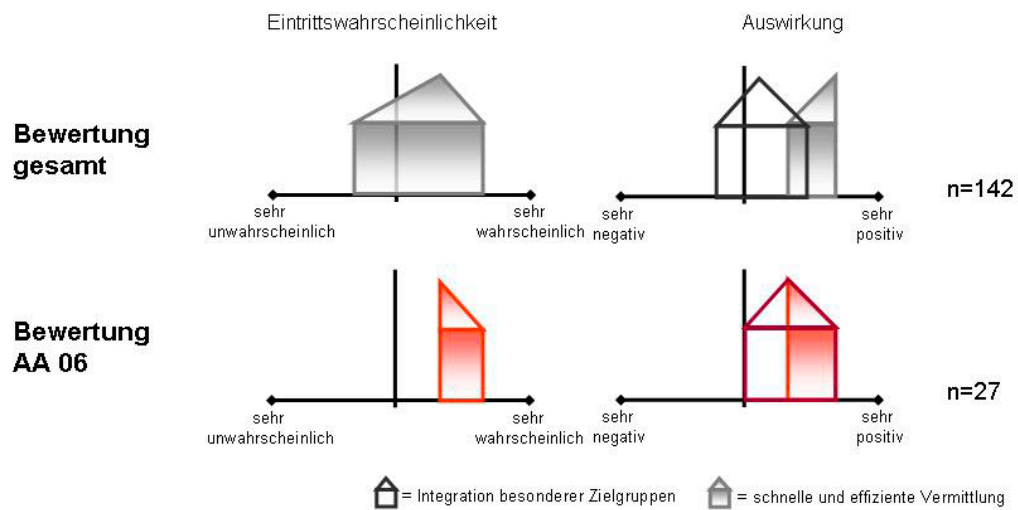 Eintrittswahrscheinlichkeit
Auswirkung
Bewertung
gesamt
sehr
unwahrscheinlich
sehr
wahrscheinlich
sehr
negativ
sehr
positiv
n=142
Bewertung
AA 06
sehr
unwahrscheinlich
sehr
wahrscheinlich
sehr
negativ
sehr
positiv
n=27
= Integration besonderer Zielgruppen
= schnelle und effiziente Vermittlung